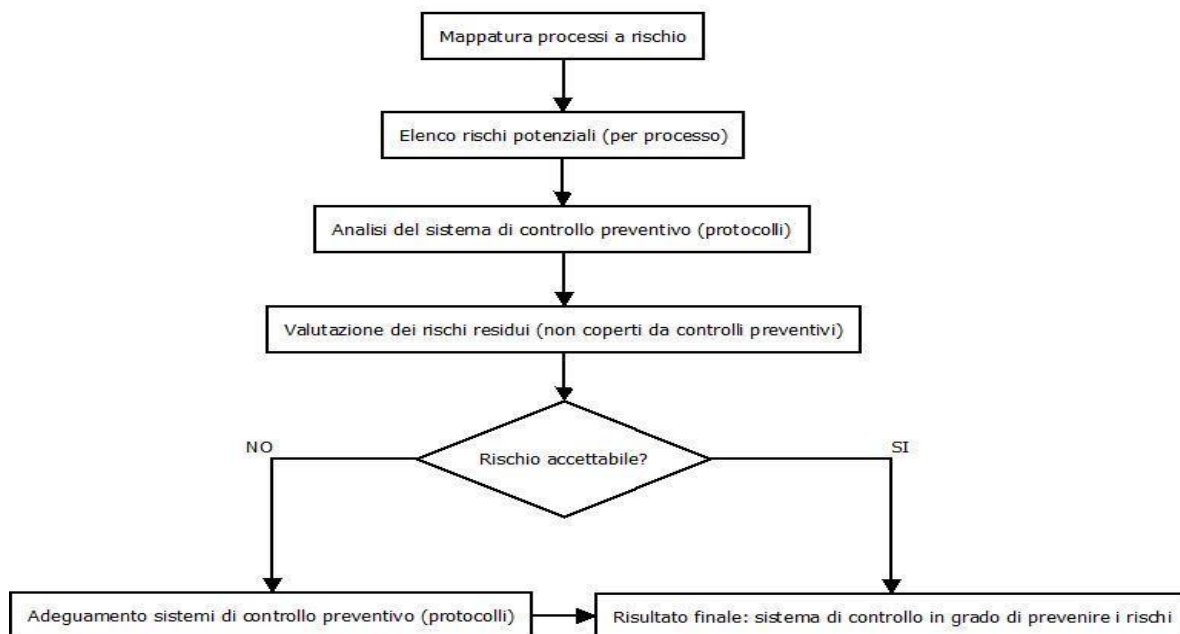 Mappatura processi a rischio
Elenco rischi potenziali (per processo)
Analisi del sistema di controllo preventivo (protocolli)
Valutazione dei rischi residui (non coperti da controlli preventivi)
Rischio accettabile?
NO
SI
Adeguamento sistemi di controllo preventivo (protocolli)
Risultato finale: sistema di controllo in grado di prevenire i rischi